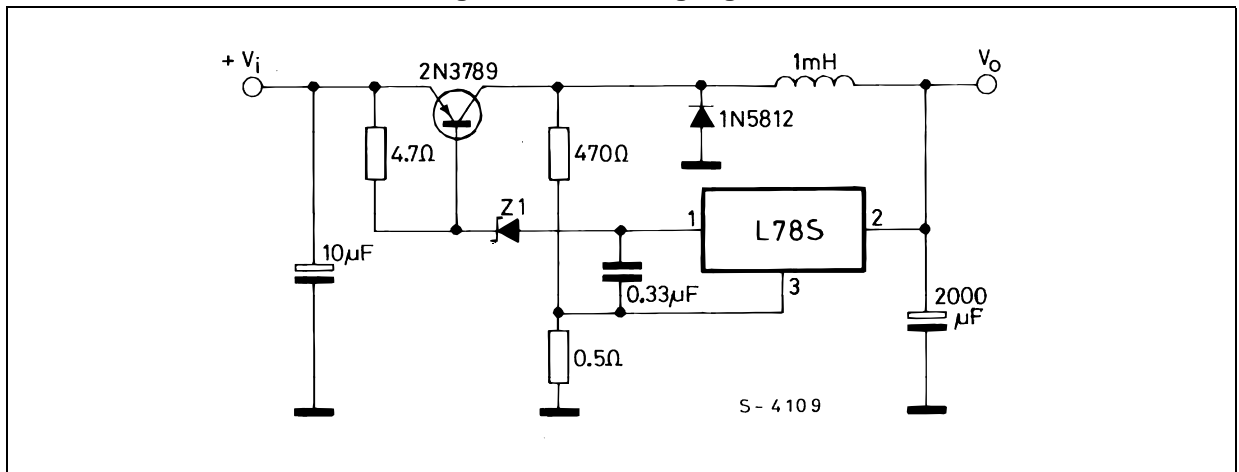 + Vi
2N3789
1mH
Vo
4.7Ω
470Ω
1N5812
Z1
1
L78S
2
10µF
0.33µF
3
2000
µF
0.5Ω
S-4109